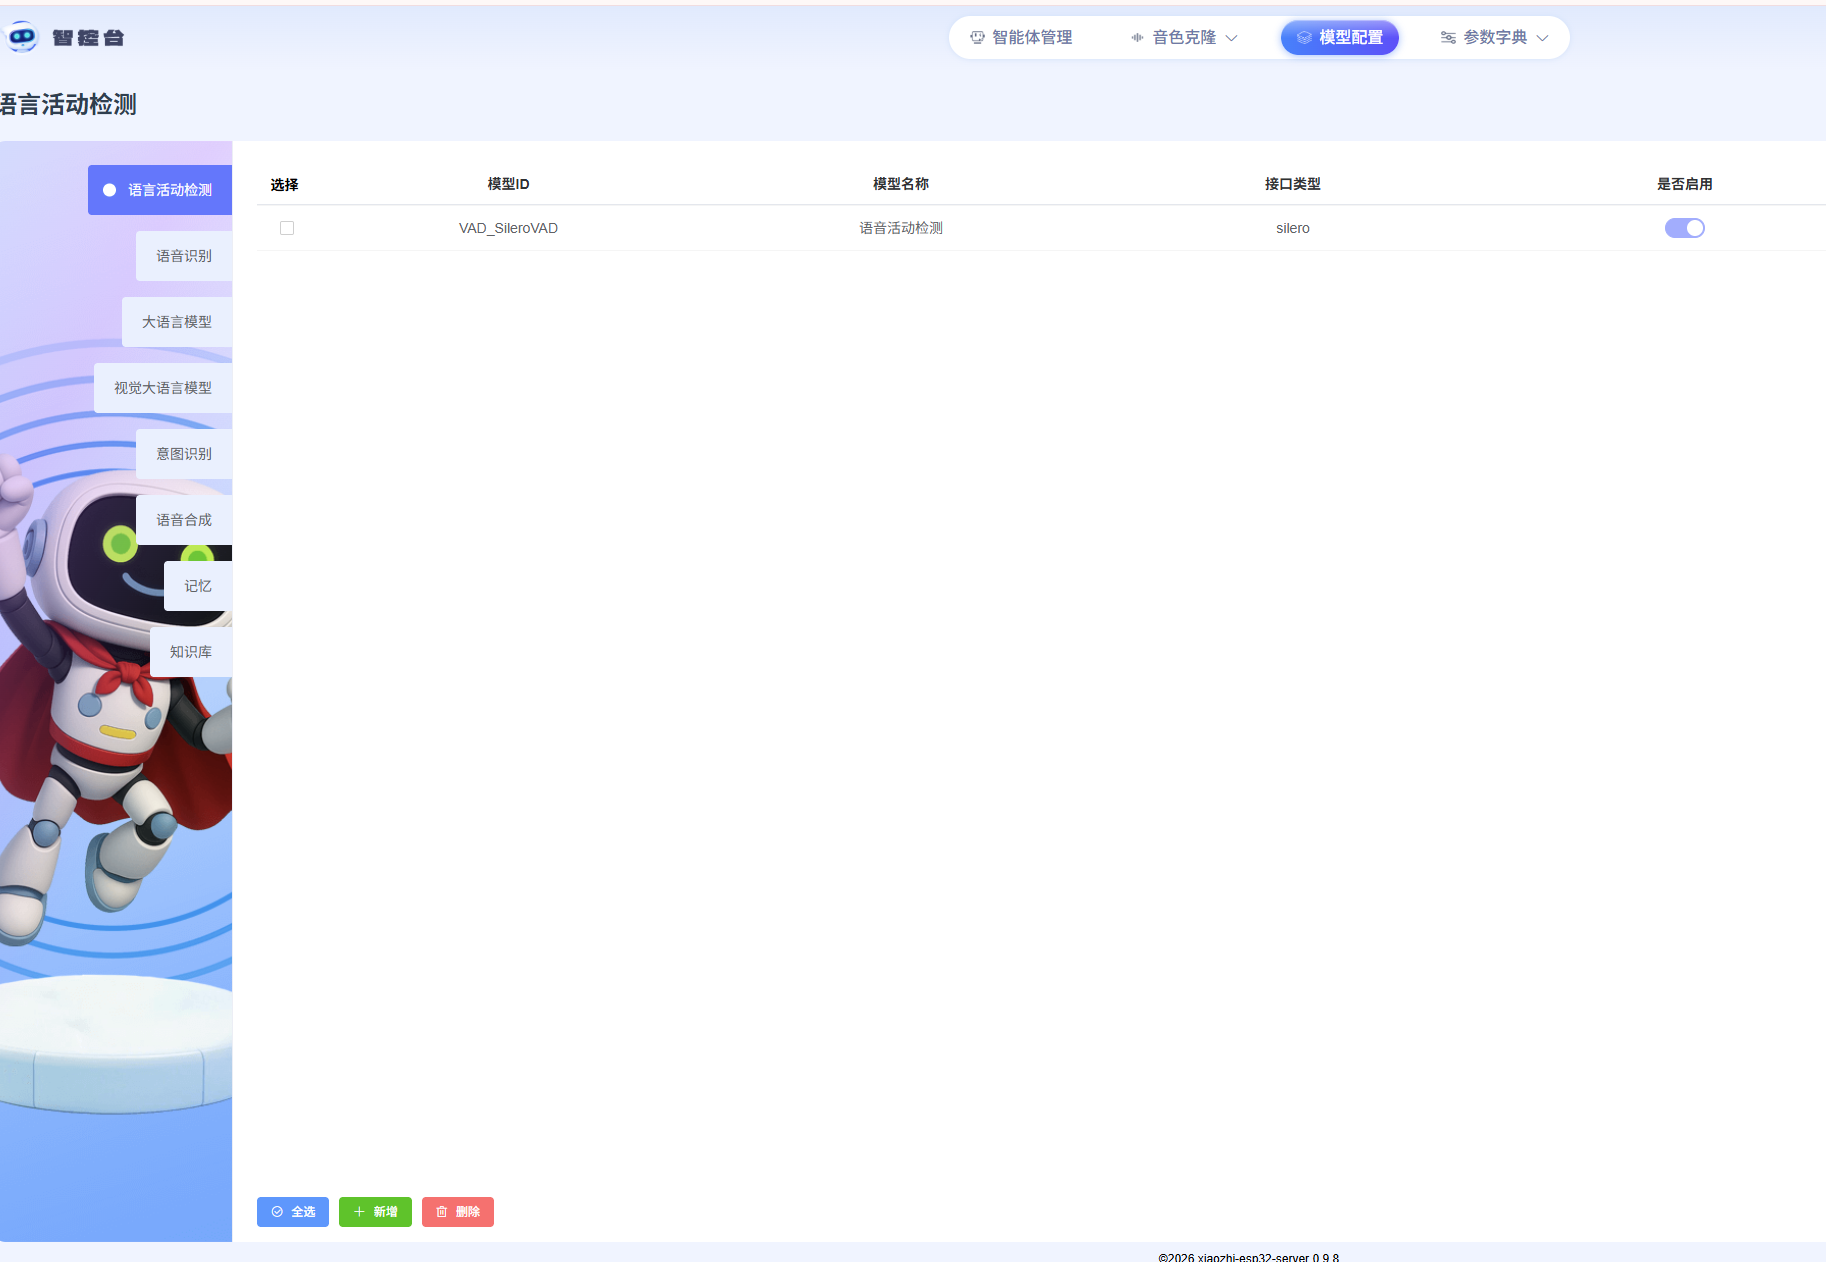 智控台
智能体管理
音色克隆
模型配置
参数字典
语言活动检测
语言活动检测
语音识别
大语言模型
视觉大语言模型
意图识别
语音合成
记忆
知识库
选择 模型ID 模型名称 接口类型 是否启用
VAD_SileroVAD 语音活动检测 silero
全选 新增 删除
©2026 xiaozhi-esp32-server 0.9.8